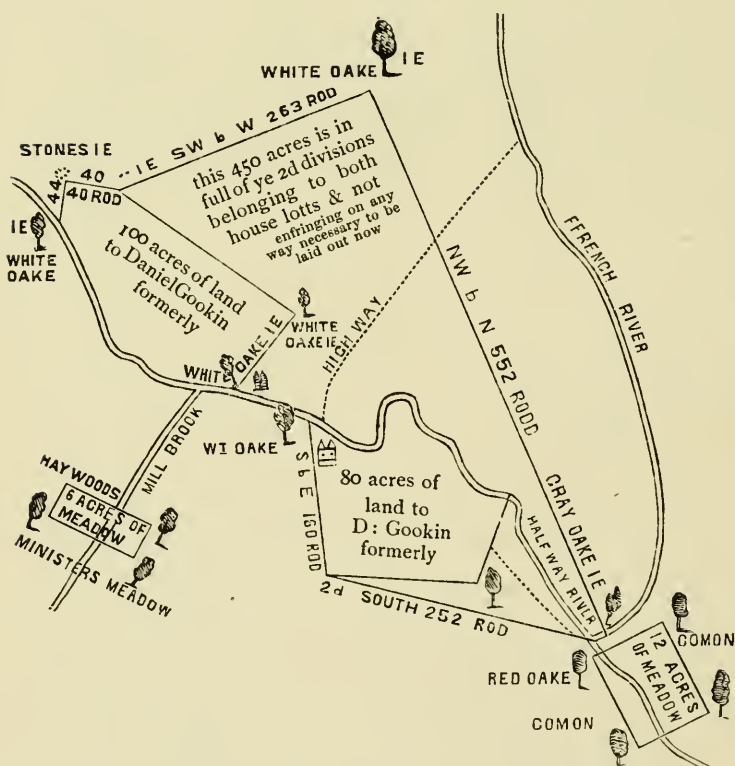 WHITE OAKE IE
STONES IE
IE SW b W 263 ROD
44
40
40 ROD
this 450 acres is in
full of ye 2d divisions
belonging to both
house lotts & not
enfringing on any
way necessary to be
laid out now
IE
WHITE
OAKE
100 acres of land
to Daniel Gookin
formerly
WHITE
OAKE IE
HIGH WAY
FFRENCH RIVER
NW b N 552 RODD
WHIT OAKE IE
MILL BROCK
WI OAKE
S b E 160 ROD
80 acres of
land to
D: Gookin
formerly
HAYWOODS
6 ACRES OF
MEADOW
MINISTERS MEADOW
GRAY OAKE IE
HALF WAY RIVER
2d SOUTH 252 ROD
COMON
RED OAKE
12 ACRES
OF MEADOW
COMON